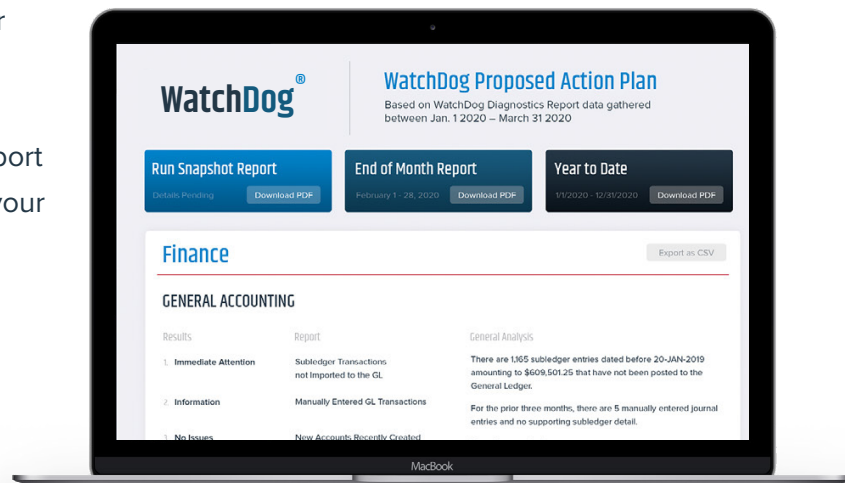 r
port
your
WatchDog®
WatchDog Proposed Action Plan
Based on WatchDog Diagnostics Report data gathered
between Jan. 1 2020 – March 31 2020
Run Snapshot Report
Details Pending
Download PDF
End of Month Report
February 1 - 28, 2020
Download PDF
Year to Date
1/1/2020 - 12/31/2020
Download PDF
Finance
Export as CSV
GENERAL ACCOUNTING
Results
Report
General Analysis
1. Immediate Attention
Subledger Transactions
not Imported to the GL
There are 1,165 subledger entries dated before 20-JAN-2019
amounting to $609,501.25 that have not been posted to the
General Ledger.
2. Information
Manually Entered GL Transactions
For the prior three months, there are 5 manually entered journal
entries and no supporting subledger detail.
3. No Issues
New Accounts Recently Created
MacBook